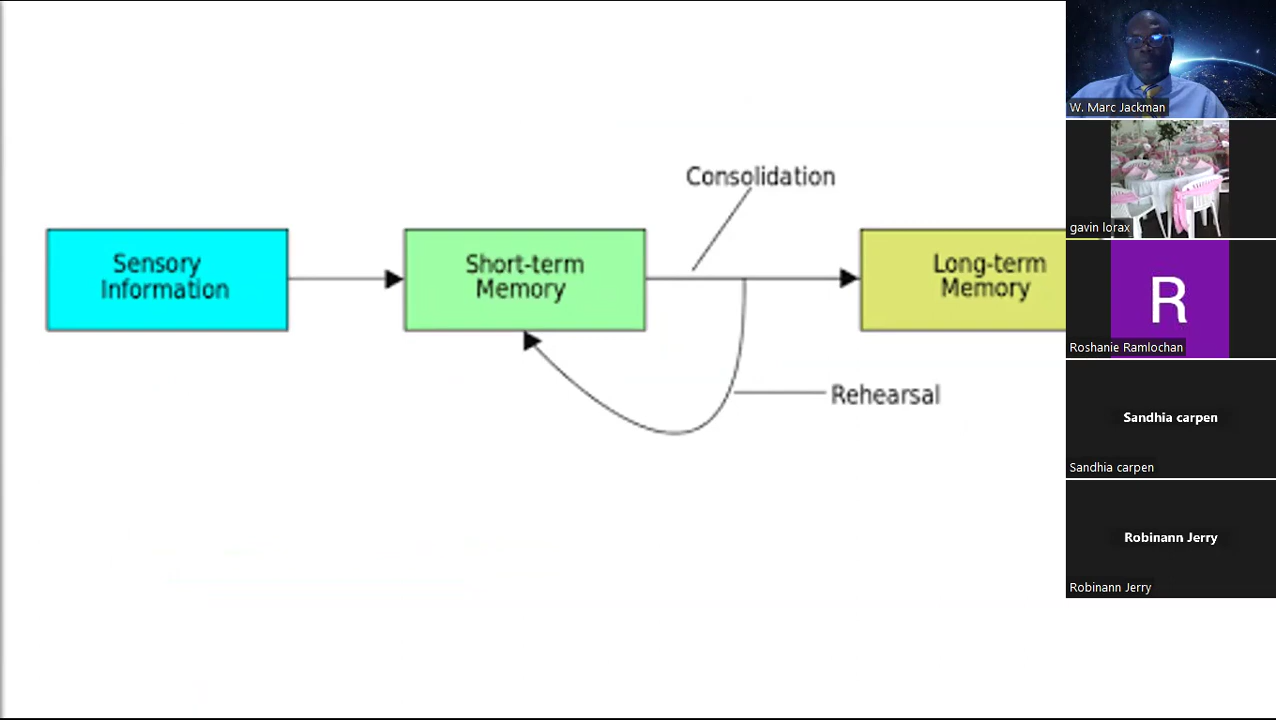 Consolidation
Sensory
Information
Short-term
Memory
Long-term
Memory
Rehearsal
W. Marc Jackman
gavin lorax
R
Roshanie Ramlochan
Sandhia carpen
Sandhia carpen
Robinann Jerry
Robinann Jerry